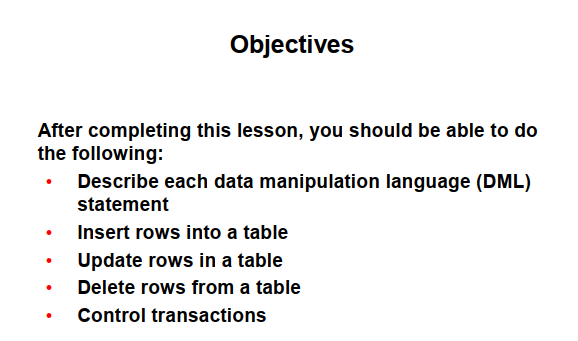 Objectives
After completing this lesson, you should be able to do
the following:
• Describe each data manipulation language (DML)
statement
• Insert rows into a table
• Update rows in a table
• Delete rows from a table
• Control transactions